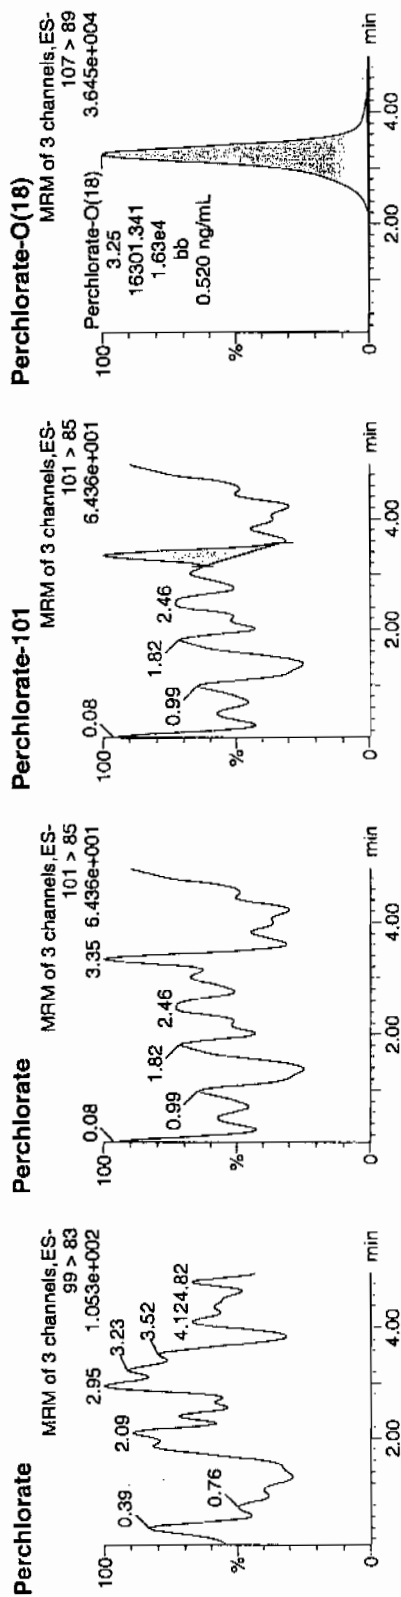 Perchlorate
MRM of 3 channels,ES-
99 > 83
1.053e+002
100
%
0
0.39
0.76
2.09
2.95
3.23
3.52
4.124.82
2.00
4.00
min
Perchlorate
MRM of 3 channels,ES-
101 > 85
3.35 6.436e+001
100
%
0
0.08
0.99
1.82
2.46
2.00
4.00
min
Perchlorate-101
MRM of 3 channels,ES-
101 > 85
6.436e+001
100
%
0
0.08
0.99
1.82
2.46
2.00
4.00
min
Perchlorate-O(18)
MRM of 3 channels,ES-
107 > 89
3.645e+004
100
Perchlorate-O(18)
3.25
16301.341
1.63e4
bb
0.520 ng/mL
%
0
2.00
4.00
min